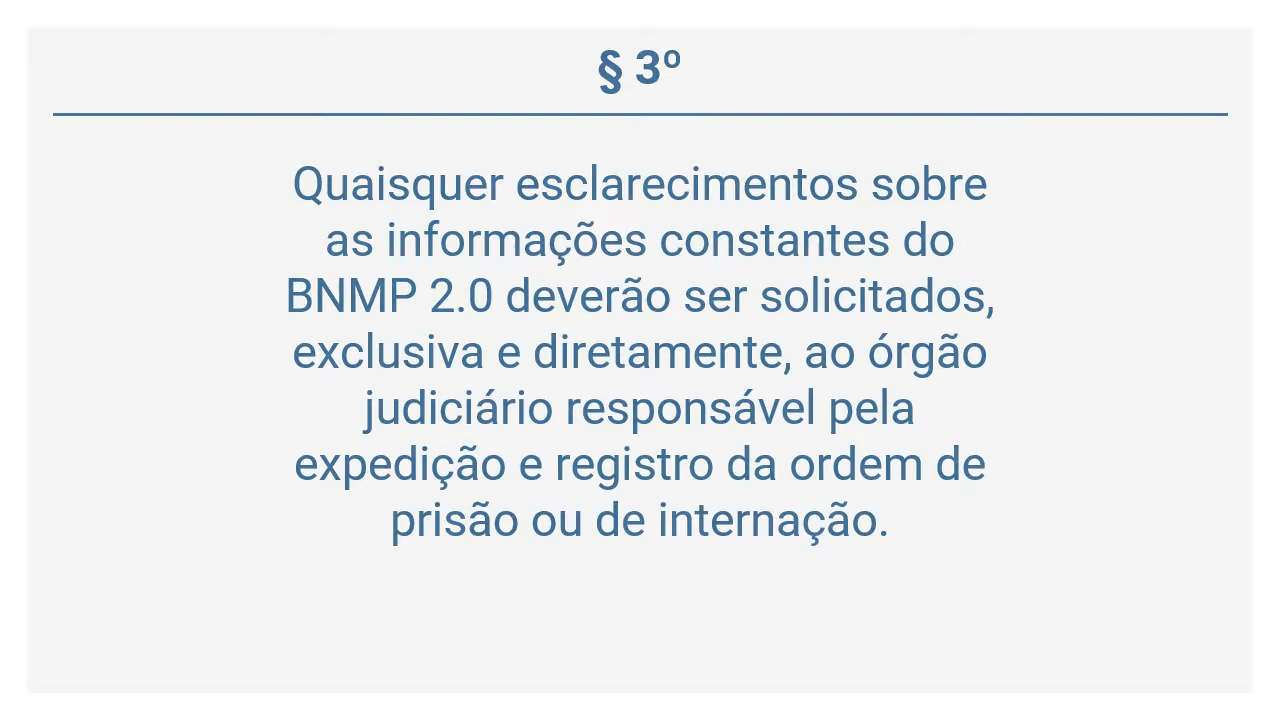 § 3º
Quaisquer esclarecimentos sobre
as informações constantes do
BNMP 2.0 deverão ser solicitados,
exclusiva e diretamente, ao órgão
judiciário responsável pela
expedição e registro da ordem de
prisão ou de internação.